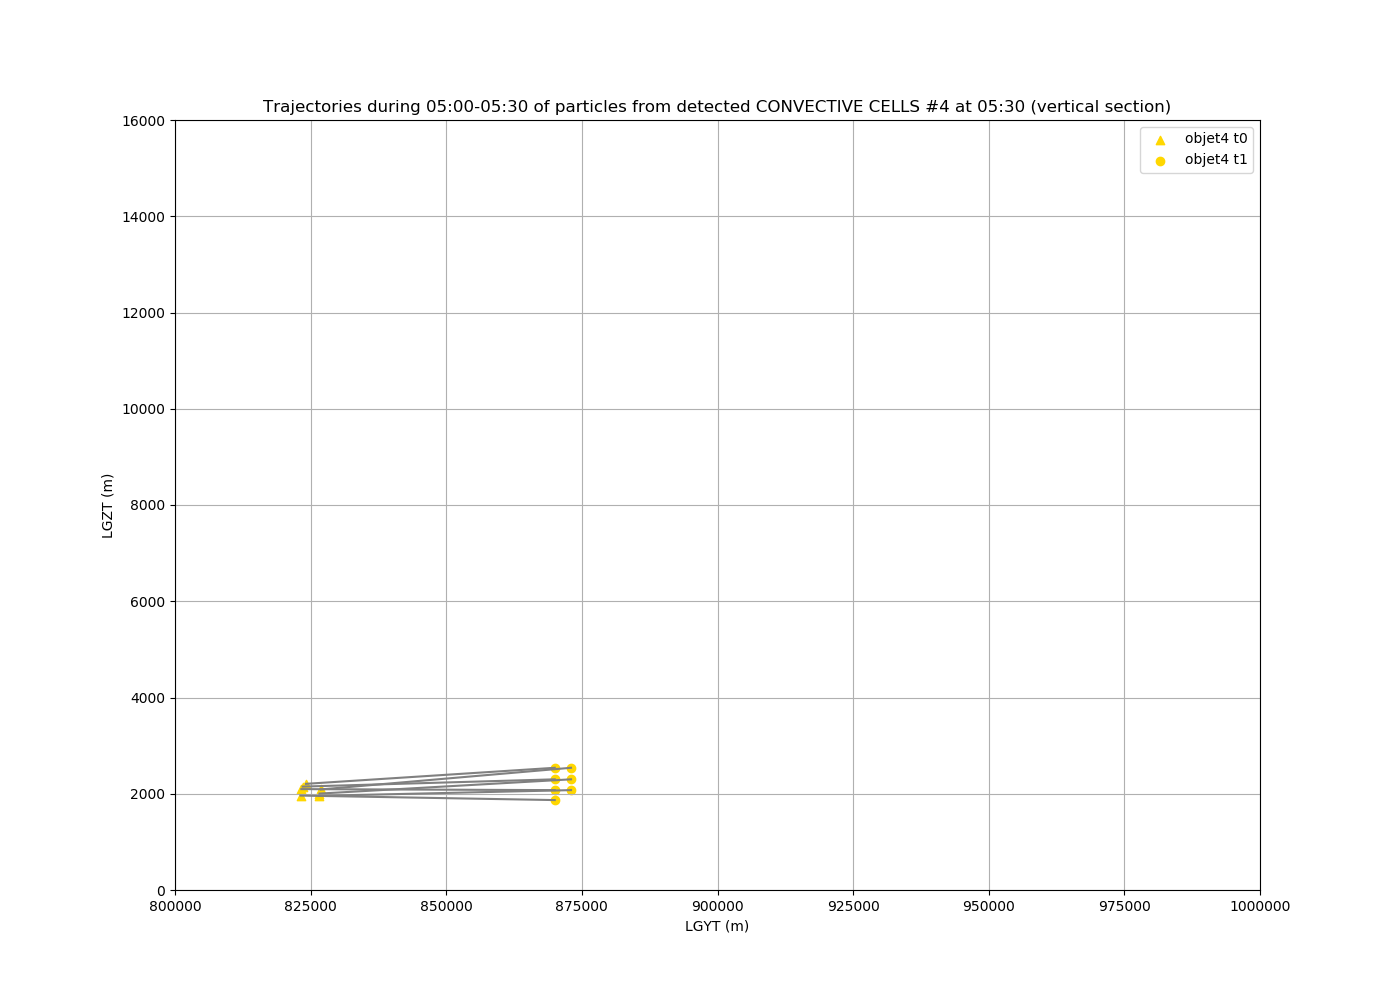 Trajectories during 05:00-05:30 of particles from detected CONVECTIVE CELLS #4 at 05:30 (vertical section)
objet4 t0
objet4 t1
16000
14000
12000
10000
8000
6000
4000
2000
0
LGZT (m)
800000 825000 850000 875000 900000 925000 950000 975000 1000000
LGYT (m)